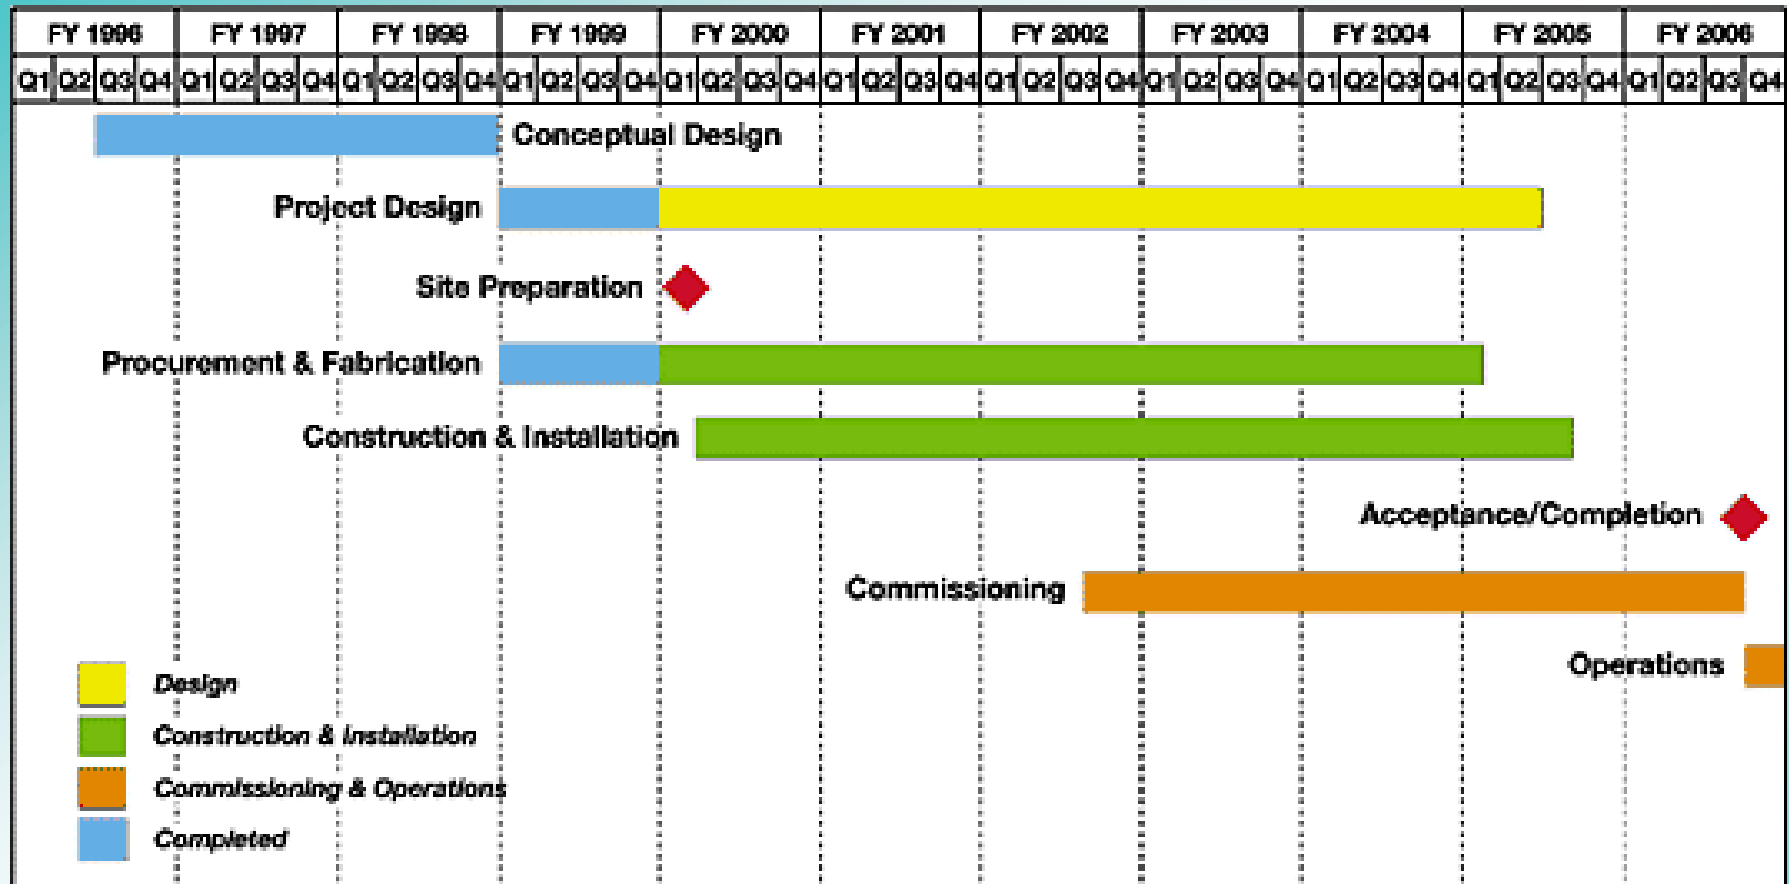 FY 1996 FY 1997 FY 1998 FY 1999 FY 2000 FY 2001 FY 2002 FY 2003 FY 2004 FY 2005 FY 2006
Q1 Q2 Q3 Q4 Q1 Q2 Q3 Q4 Q1 Q2 Q3 Q4 Q1 Q2 Q3 Q4 Q1 Q2 Q3 Q4 Q1 Q2 Q3 Q4 Q1 Q2 Q3 Q4 Q1 Q2 Q3 Q4 Q1 Q2 Q3 Q4 Q1 Q2 Q3 Q4 Q1 Q2 Q3 Q4
Conceptual Design
Project Design
Site Preparation
Procurement & Fabrication
Construction & Installation
Acceptance/Completion
Commissioning
Operations
Design
Construction & Installation
Commissioning & Operations
Completed